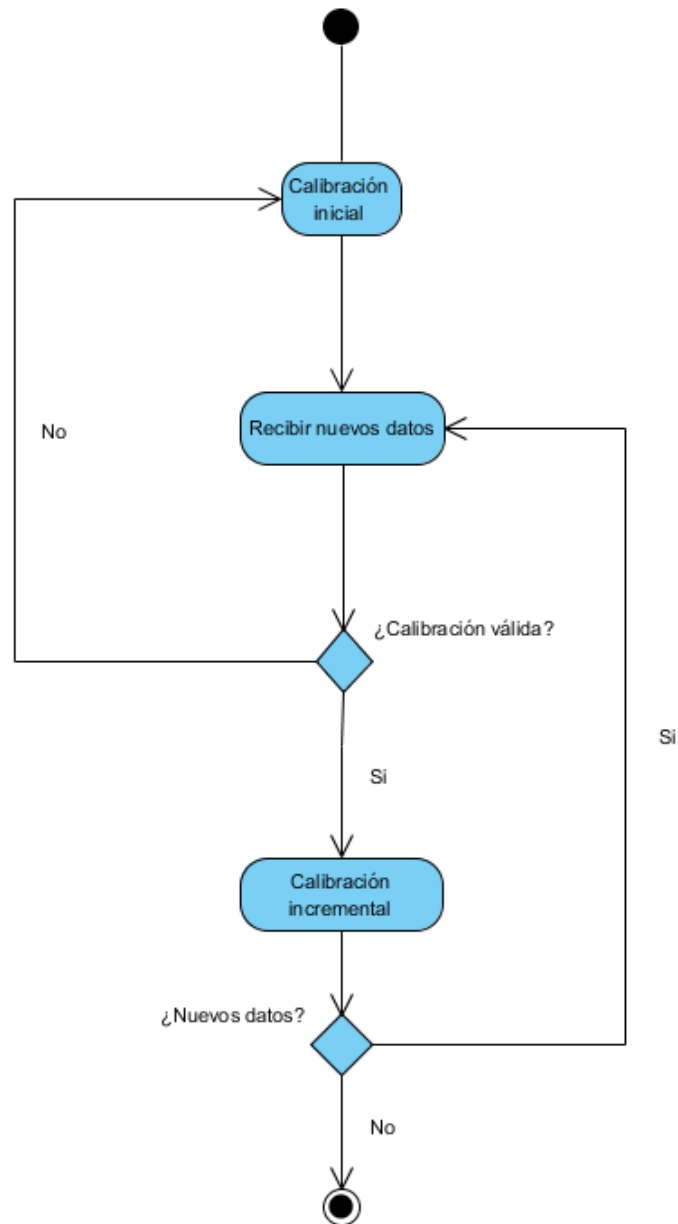 Calibración
inicial
No
Recibir nuevos datos
¿Calibración válida?
Si
Si
Calibración
incremental
¿Nuevos datos?
No